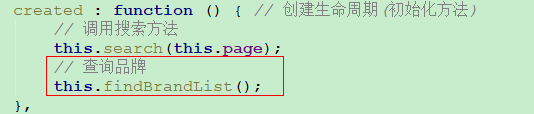 created : function () { // 创建生命周期(初始化方法)
// 调用搜索方法
this.search(this.page);
// 查询品牌
this.findBrandList();
},